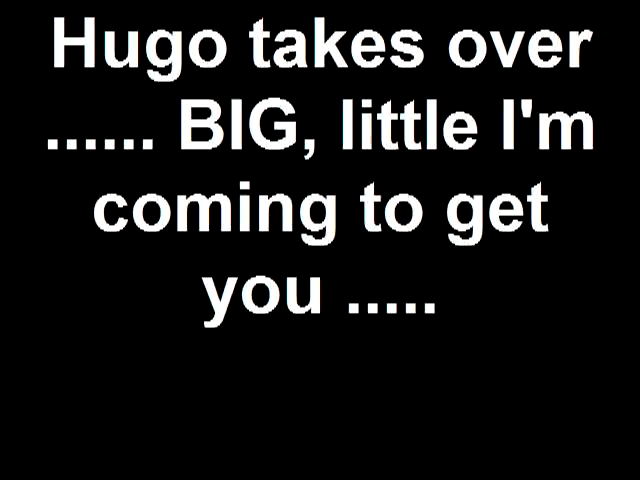 Hugo takes over
...... BIG, little I'm
coming to get
you .....